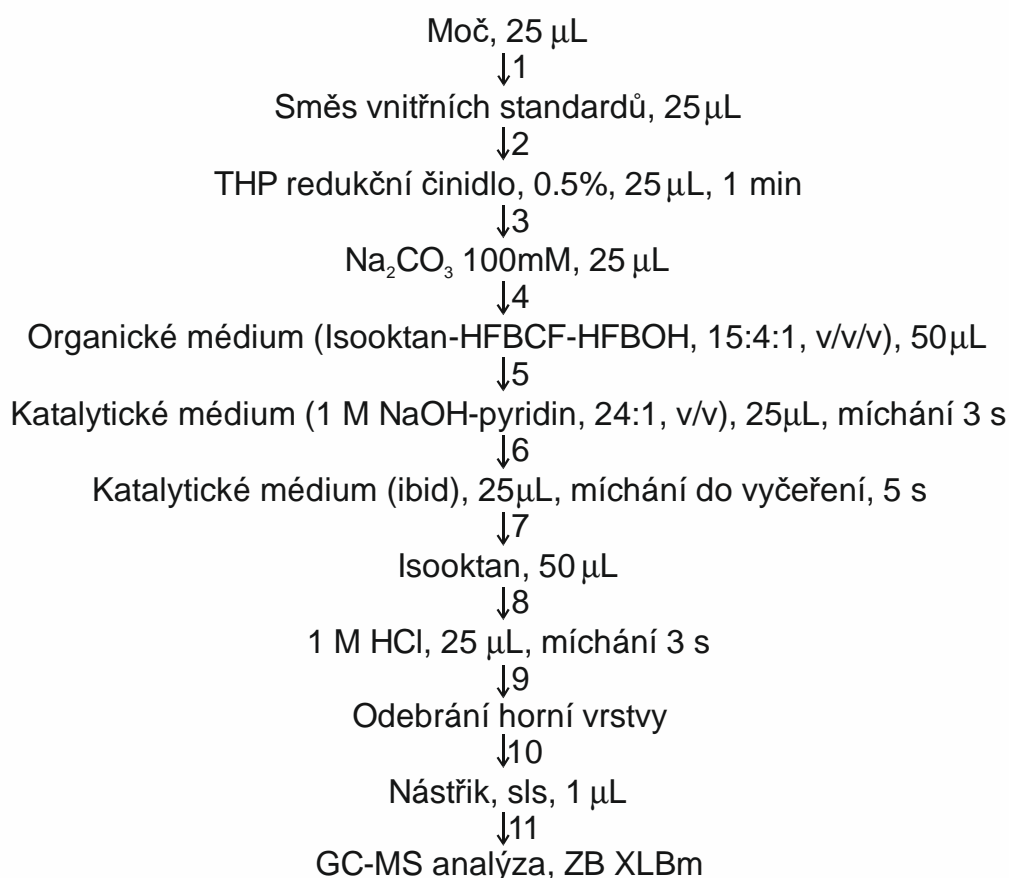 Moč, 25 μL
↓1
Směs vnitřních standardů, 25 μL
↓2
THP redukční činidlo, 0.5%, 25 μL, 1 min
↓3
Na₂CO₃ 100mM, 25 μL
↓4
Organické médium (Isooktan-HFBCF-HFBOH, 15:4:1, v/v/v), 50 μL
↓5
Katalytické médium (1 M NaOH-pyridin, 24:1, v/v), 25μL, míchání 3 s
↓6
Katalytické médium (ibid), 25μL, míchání do vyčeření, 5 s
↓7
Isooktan, 50 μL
↓8
1 M HCl, 25 μL, míchání 3 s
↓9
Odebrání horní vrstvy
↓10
Nástřik, sls, 1 μL
↓11
GC-MS analýza, ZB XLBm